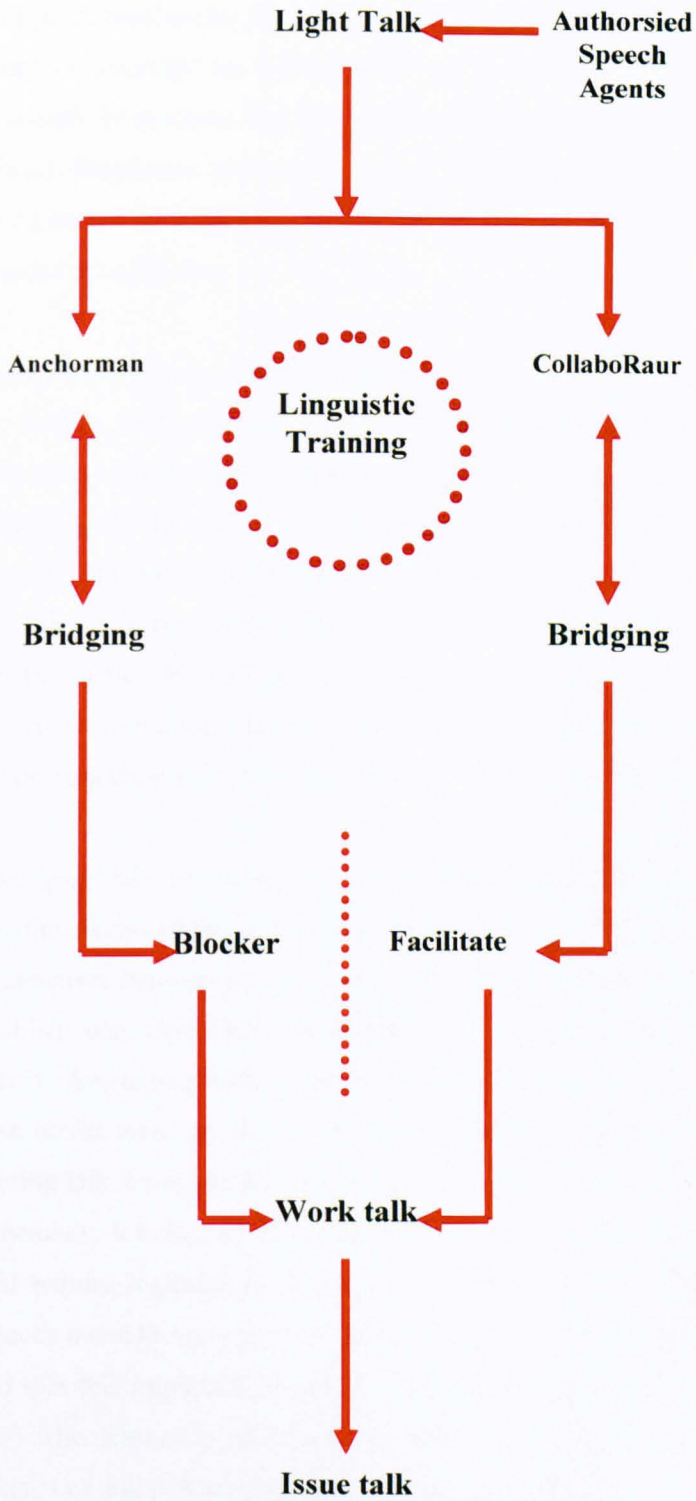 Light Talk
Authorsied
Speech
Agents
Anchorman
CollaboRaur
Linguistic
Training
Bridging
Bridging
Blocker
Facilitate
Work talk
Issue talk